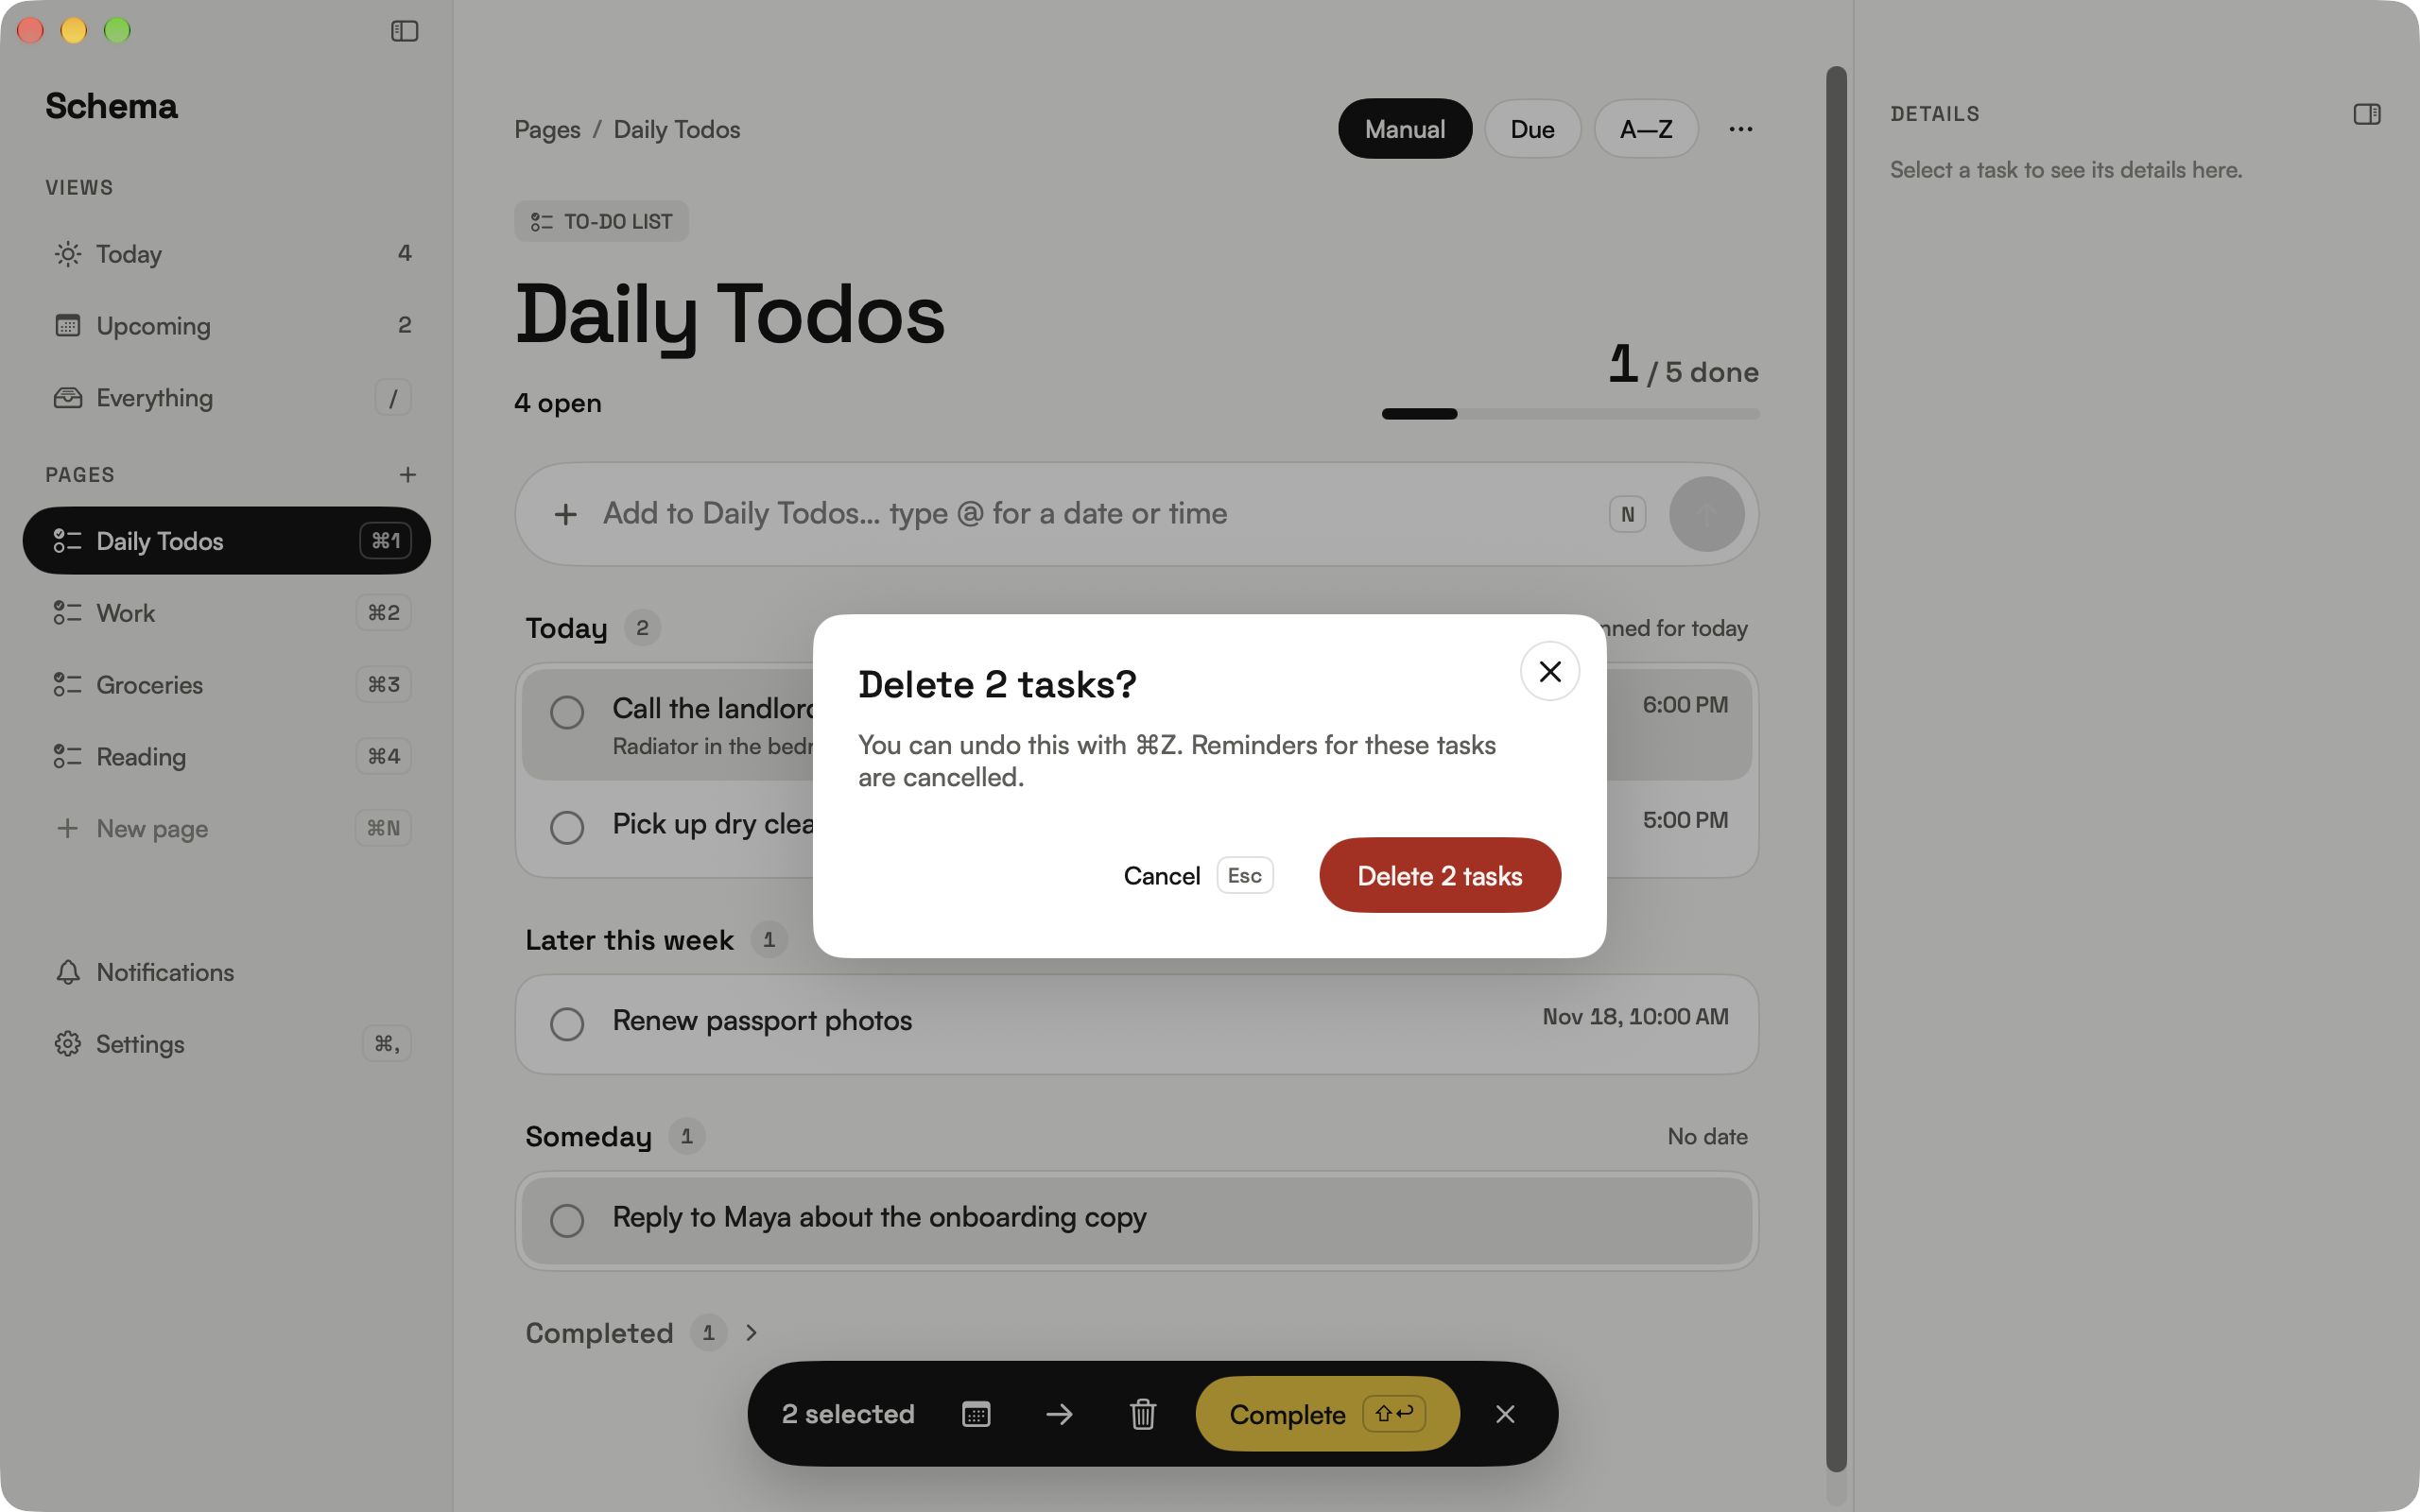 Schema
VIEWS
Today 4
Upcoming 2
Everything /
PAGES
Daily Todos ⌘1
Work ⌘2
Groceries ⌘3
Reading ⌘4
New page ⌘N
Notifications
Settings ⌘,
Pages / Daily Todos
Manual Due A—Z
TO-DO LIST
Daily Todos
4 open
1 / 5 done
Add to Daily Todos... type @ for a date or time N
Today 2
for today
Call the
6:00 PM
Radiator in the
Pick up dry
5:00 PM
Delete 2 tasks?
You can undo this with ⌘Z. Reminders for these tasks
are cancelled.
Cancel Esc Delete 2 tasks
Later this week 1
Renew passport photos Nov 18, 10:00 AM
Someday 1 No date
Reply to Maya about the onboarding copy
Completed 1
2 selected Complete ⇧↩
DETAILS
Select a task to see its details here.